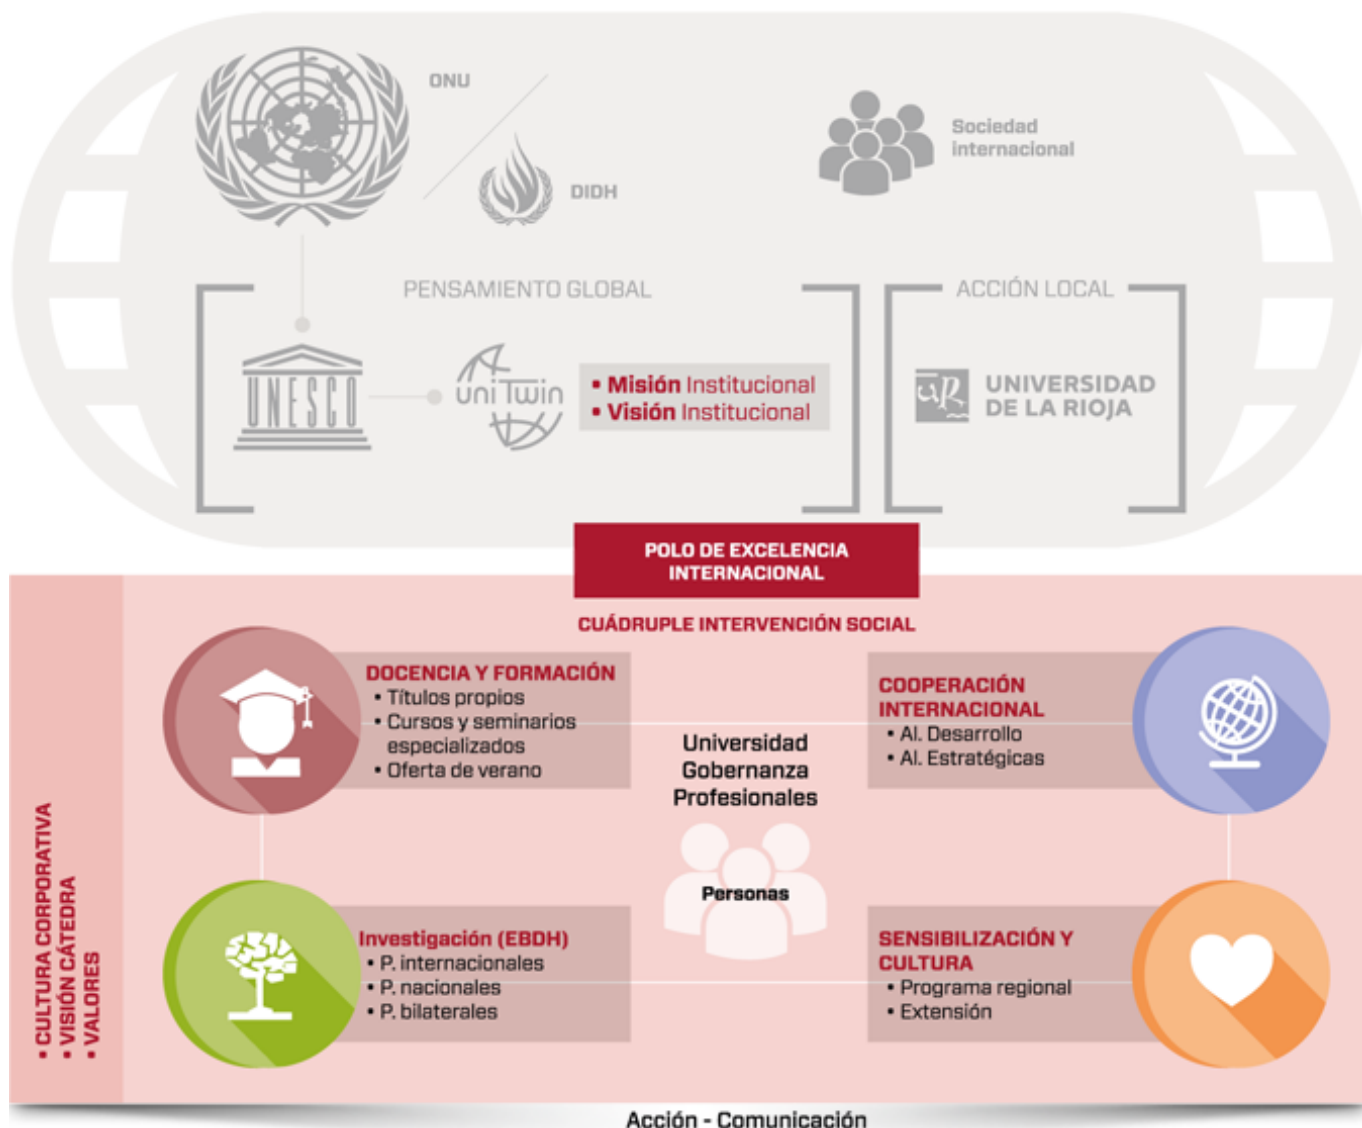 ONU
DIDH
Sociedad
internacional
PENSAMIENTO GLOBAL
UNESCO
uniTwin
• Misión Institucional
• Visión Institucional
ACCIÓN LOCAL
uR
UNIVERSIDAD
DE LA RIOJA
POLO DE EXCELENCIA
INTERNACIONAL
CUÁDRUPLE INTERVENCIÓN SOCIAL
DOCENCIA Y FORMACIÓN
• Títulos propios
• Cursos y seminarios
especializados
• Oferta de verano
Universidad
Gobernanza
Profesionales
Personas
COOPERACIÓN
INTERNACIONAL
• Al. Desarrollo
• Al. Estratégicas
Investigación (EBDH)
• P. internacionales
• P. nacionales
• P. bilaterales
SENSIBILIZACIÓN Y
CULTURA
• Programa regional
• Extensión
• CULTURA CORPORATIVA
• VISIÓN CÁTEDRA
• VALORES
Acción - Comunicación